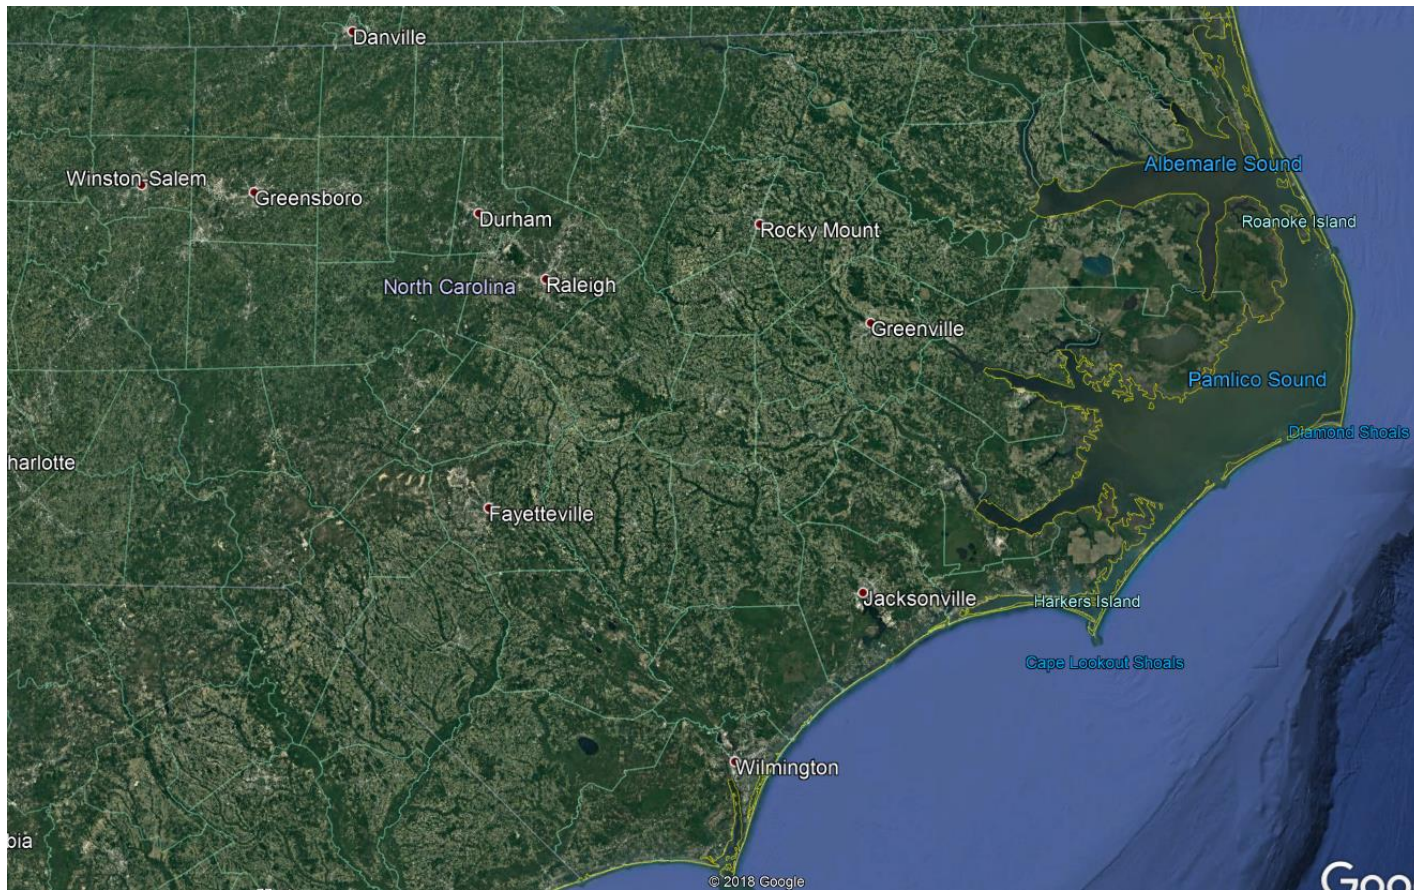 Danville
Albemarle Sound
Winston-Salem
Greensboro
Durham
Roanoke Island
Rocky Mount
North Carolina
Raleigh
Greenville
Pamlico Sound
Diamond Shoals
harlotte
Fayetteville
Jacksonville
Harkers Island
Cape Lookout Shoals
Wilmington
bia
© 2018 Google
Goo